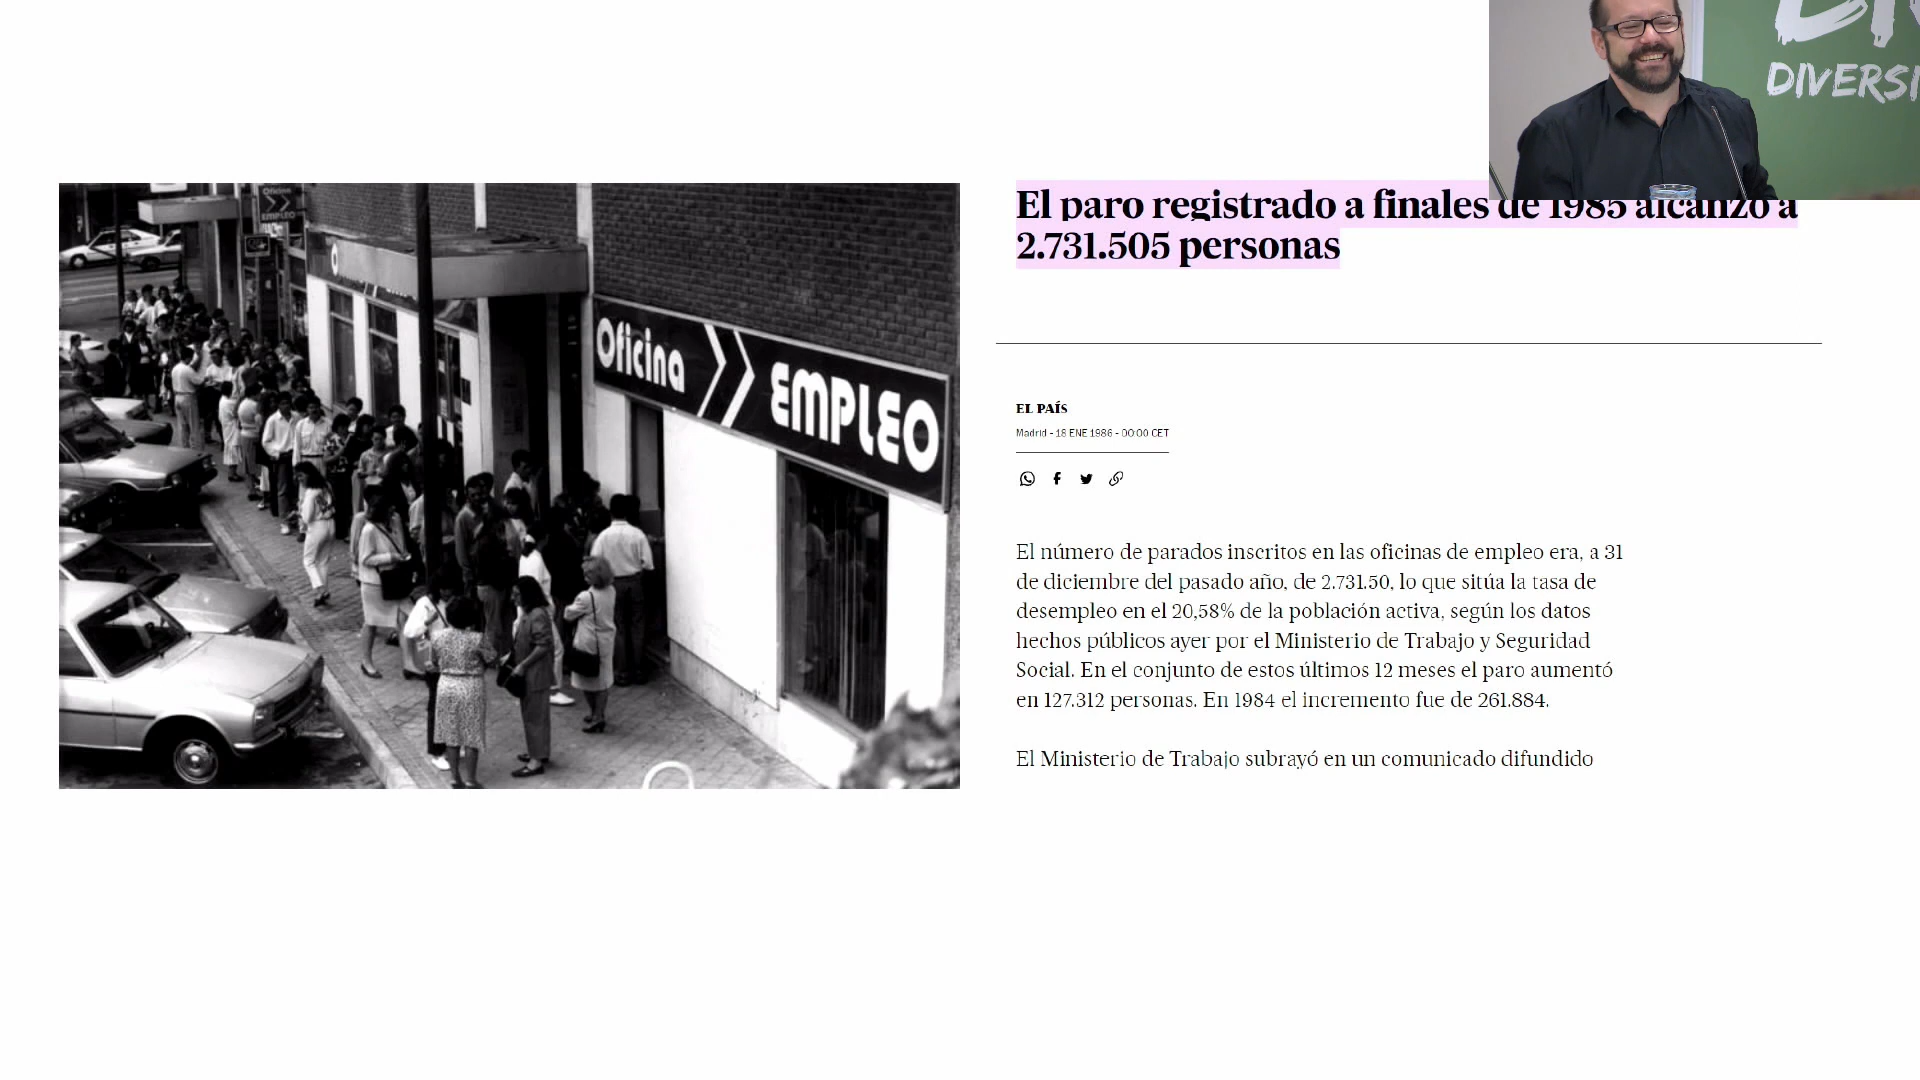 Oficina
EMPLEO
Oficina EMPLEO
DIVERSI
El paro registrado a finales de 1985 alcanzó a
2.731.505 personas
EL PAÍS
Madrid - 18 ENE 1986 - 00:00 CET
El número de parados inscritos en las oficinas de empleo era, a 31
de diciembre del pasado año, de 2.731.50, lo que sitúa la tasa de
desempleo en el 20,58% de la población activa, según los datos
hechos públicos ayer por el Ministerio de Trabajo y Seguridad
Social. En el conjunto de estos últimos 12 meses el paro aumentó
en 127.312 personas. En 1984 el incremento fue de 261.884.
El Ministerio de Trabajo subrayó en un comunicado difundido